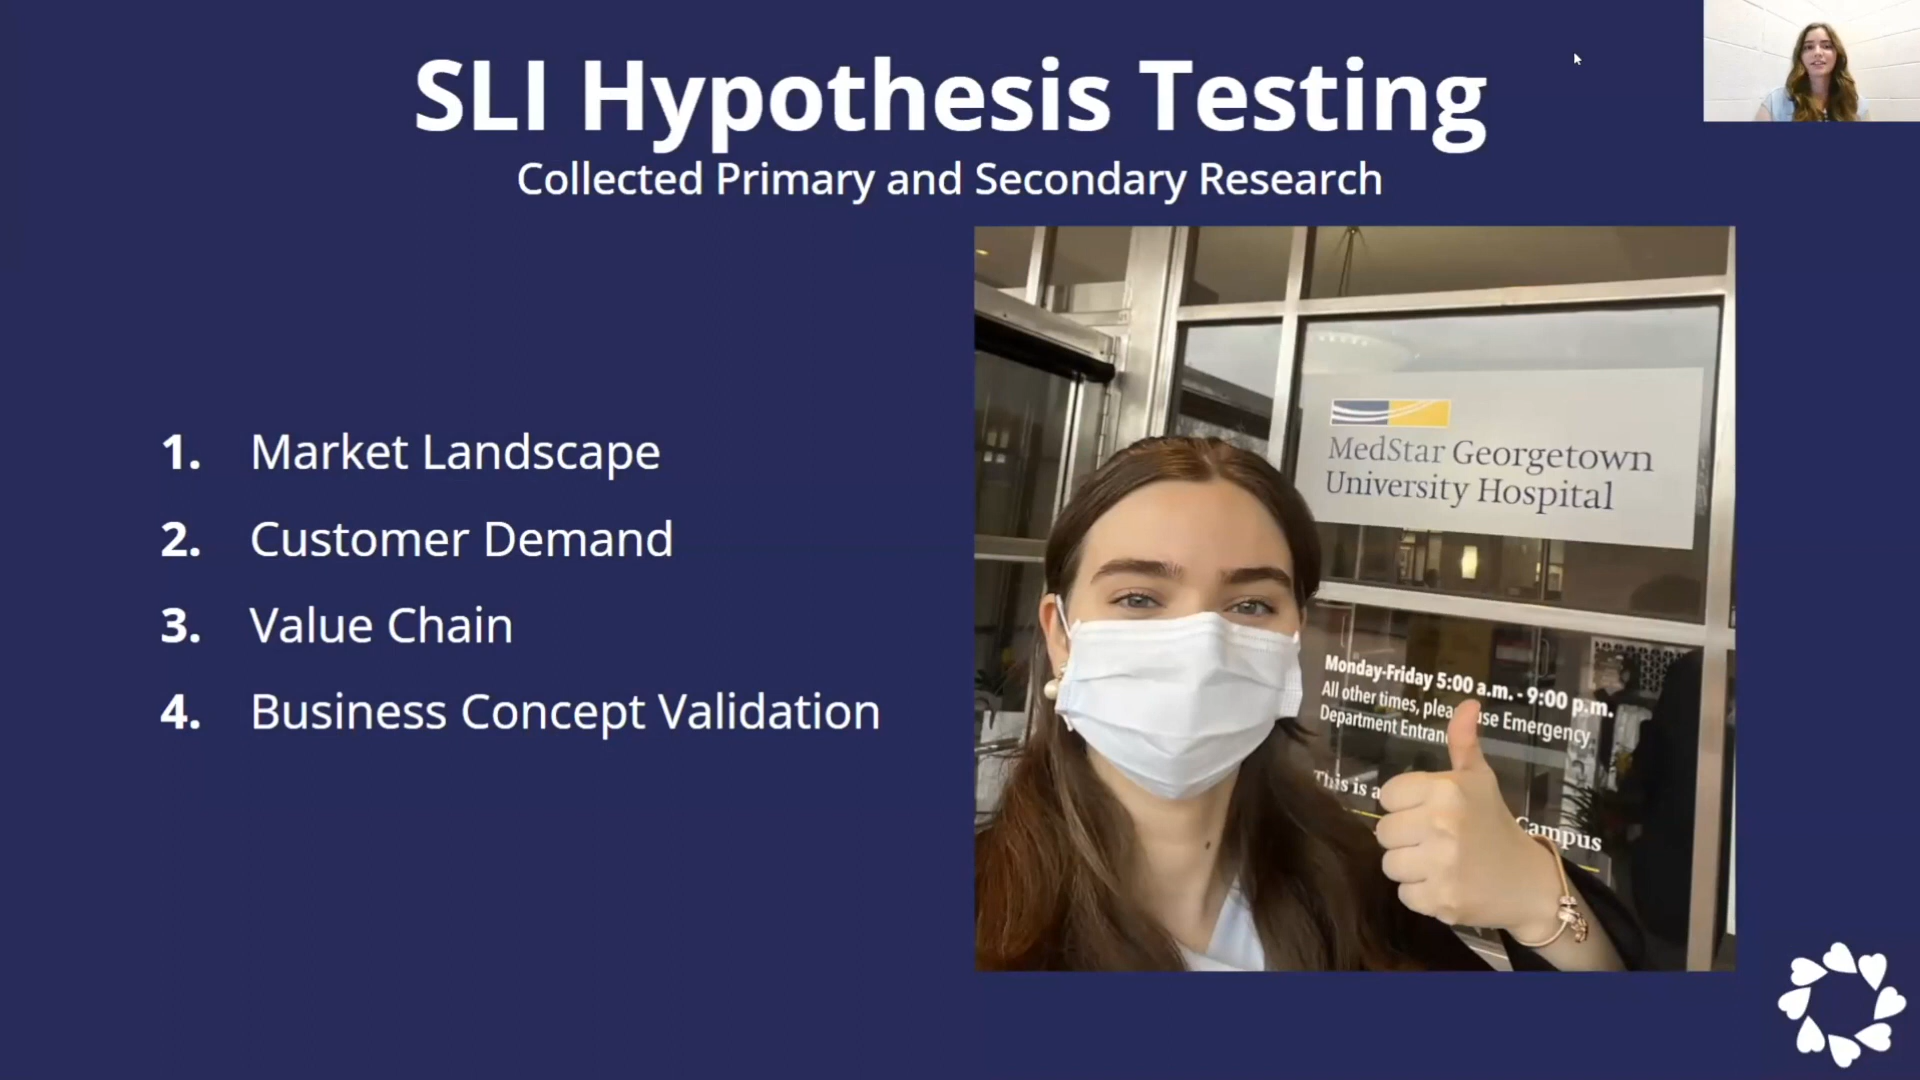 SLI Hypothesis Testing
Collected Primary and Secondary Research
1. Market Landscape
2. Customer Demand
3. Value Chain
4. Business Concept Validation
MedStar Georgetown
University Hospital
Monday-Friday 5:00 a.m. - 9:00 p.m.
All other times, use Emergency
Department
This is a
Campus